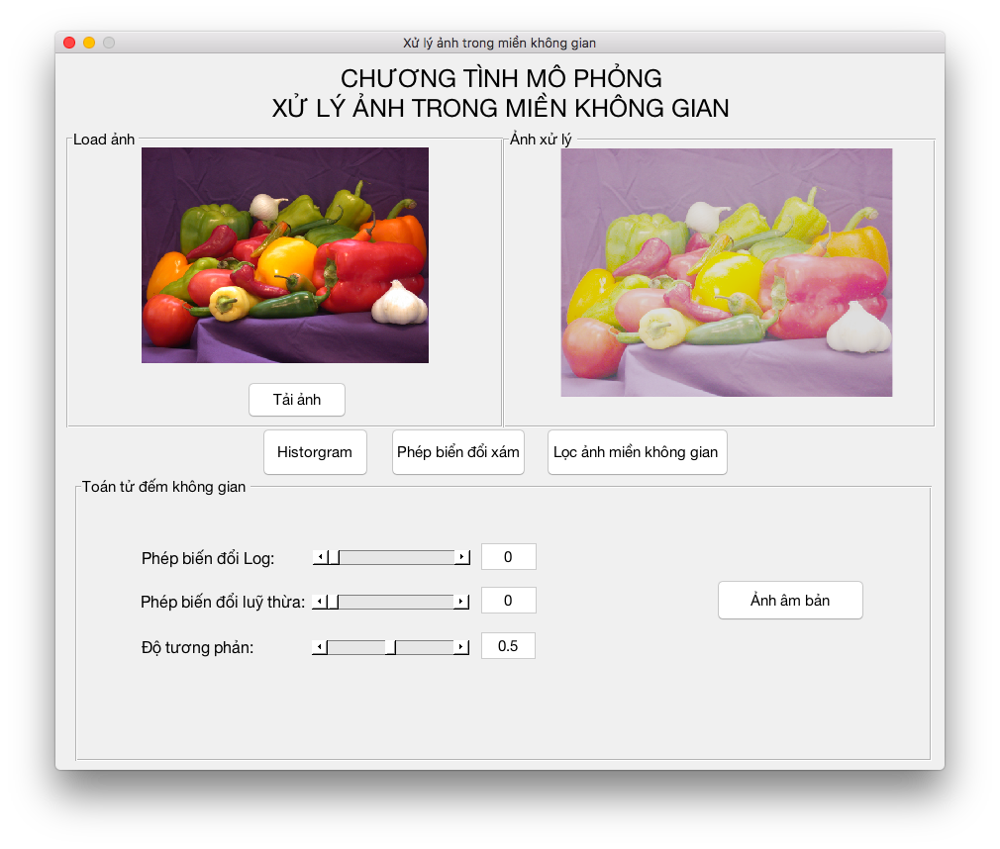 Xử lý ảnh trong miền không gian
CHƯƠNG TÌNH MÔ PHỎNG
XỬ LÝ ẢNH TRONG MIỀN KHÔNG GIAN
Load ảnh
Ảnh xử lý
Tải ảnh
Historgram
Phép biển đổi xám
Lọc ảnh miền không gian
Toán tử đếm không gian
Phép biến đổi Log:
0
Phép biến đổi luỹ thừa:
0
Ảnh âm bản
Độ tương phản:
0.5